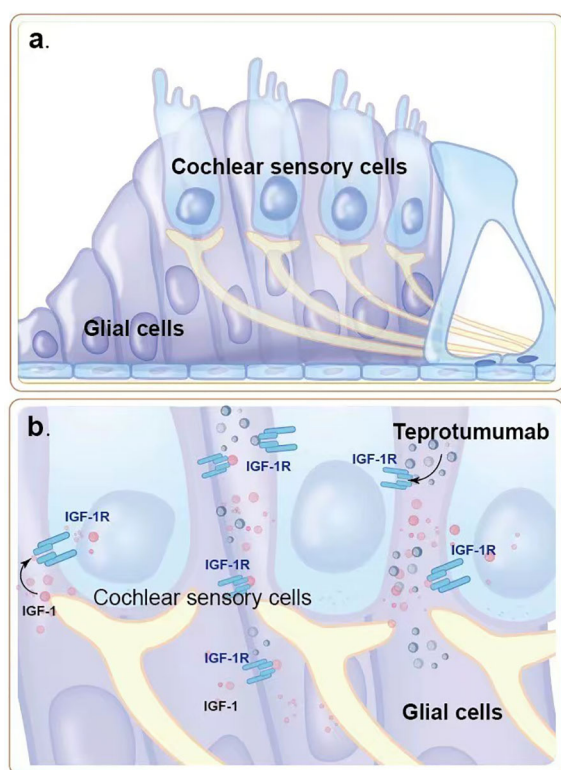 a.
Cochlear sensory cells
Glial cells
b.
Teprotumumab
IGF-1R
IGF-1R
IGF-1R
IGF-1R
IGF-1R
IGF-1
Cochlear sensory cells
IGF-1R
IGF-1
Glial cells